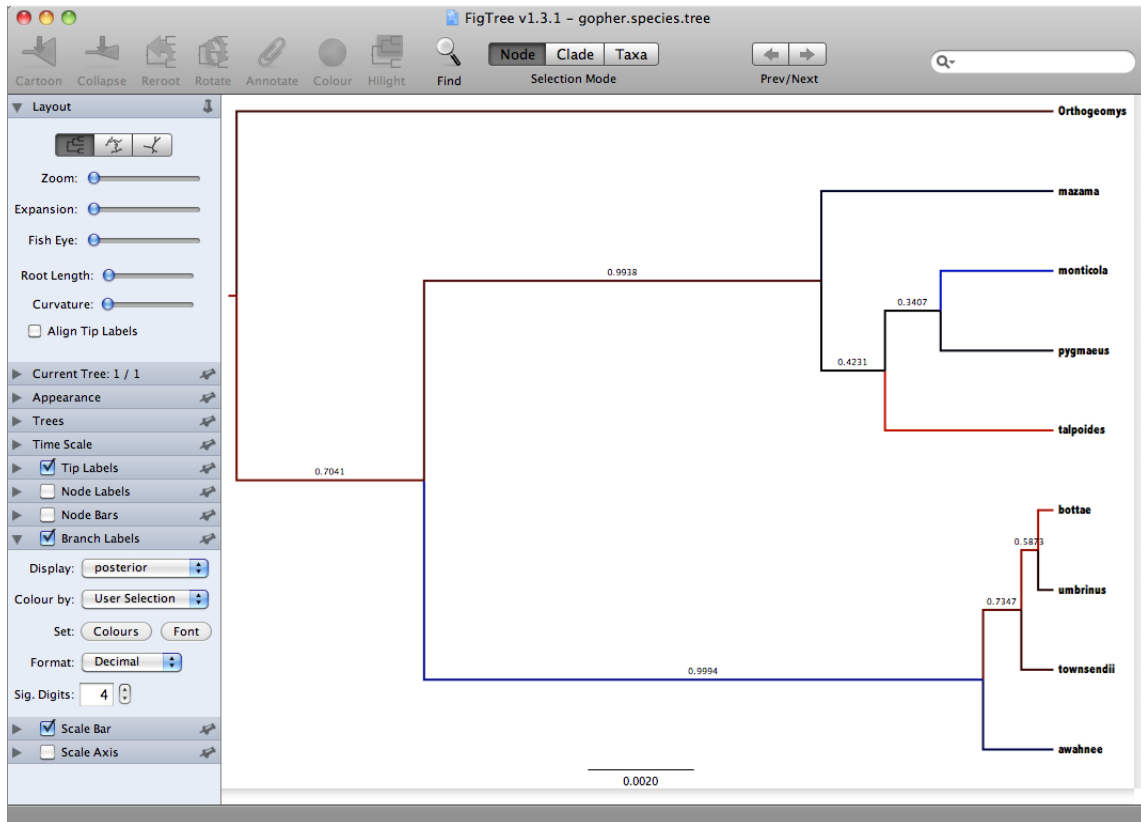 FigTree v1.3.1 – gopher.species.tree
Cartoon Collapse Reroot Rotate Annotate Colour Hilight Find
Node Clade Taxa
Selection Mode
Prev/Next
Layout
Zoom:
Expansion:
Fish Eye:
Root Length:
Curvature:
Align Tip Labels
Current Tree: 1 / 1
Appearance
Trees
Time Scale
Tip Labels
Node Labels
Node Bars
Branch Labels
Display: posterior
Colour by: User Selection
Set: Colours Font
Format: Decimal
Sig. Digits: 4
Scale Bar
Scale Axis
Orthogeomys
mazama
0.9938
monticola
0.3407
pygmaeus
0.4231
talpoides
0.7041
bottae
0.5873
umbrinus
0.7347
townsendii
0.9994
awahnee
0.0020